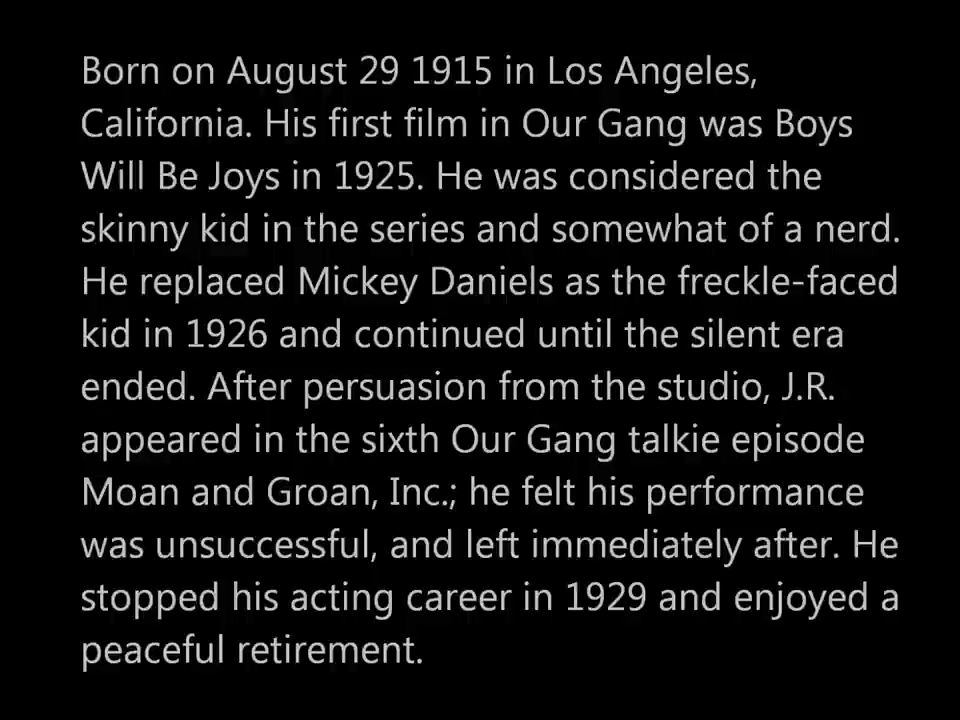 Born on August 29 1915 in Los Angeles,
California. His first film in Our Gang was Boys
Will Be Joys in 1925. He was considered the
skinny kid in the series and somewhat of a nerd.
He replaced Mickey Daniels as the freckle-faced
kid in 1926 and continued until the silent era
ended. After persuasion from the studio, J.R.
appeared in the sixth Our Gang talkie episode
Moan and Groan, Inc.; he felt his performance
was unsuccessful, and left immediately after. He
stopped his acting career in 1929 and enjoyed a
peaceful retirement.